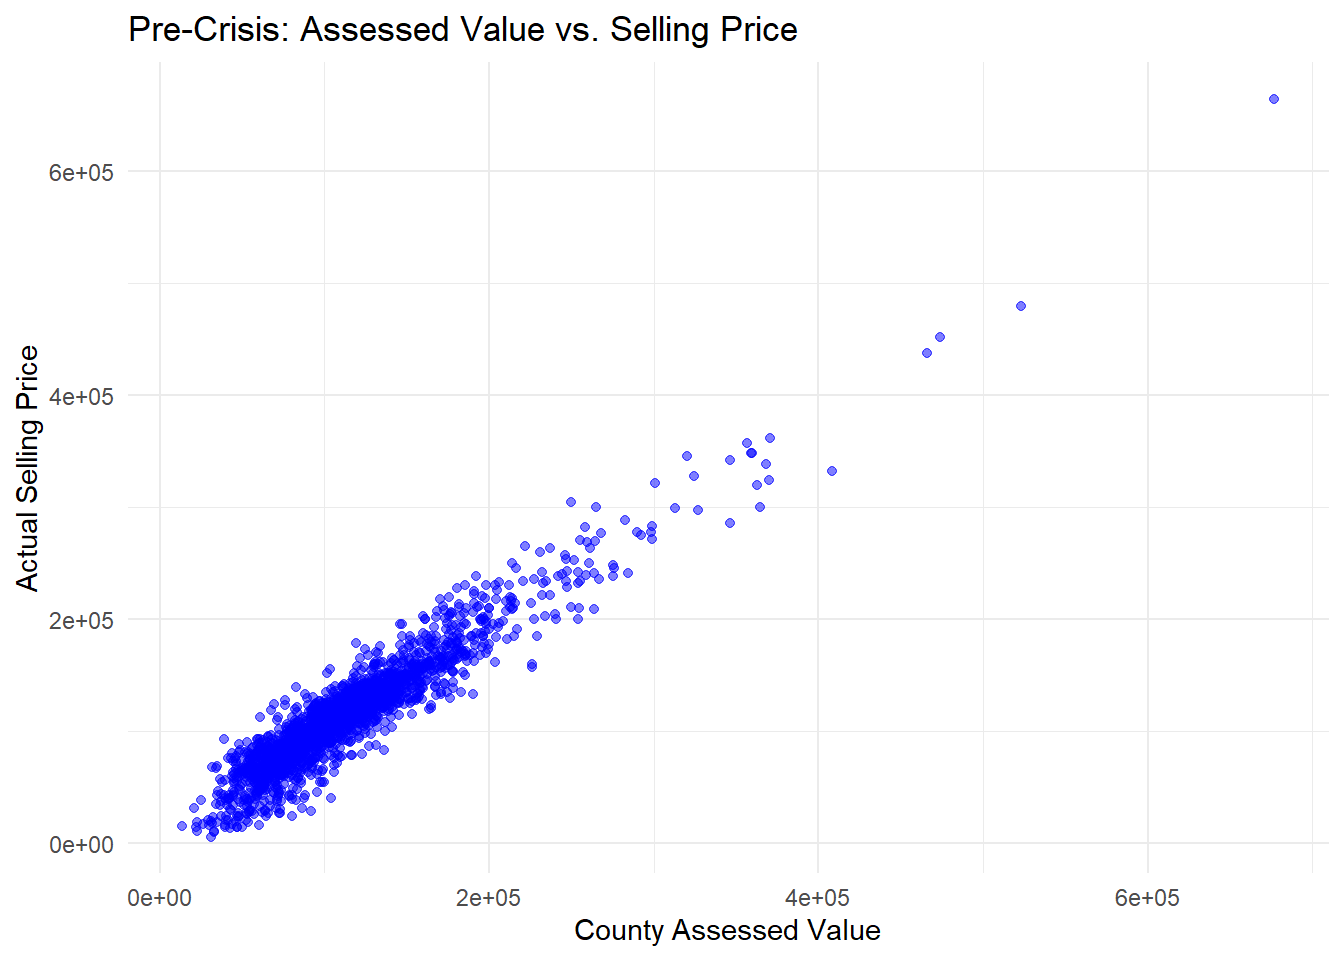 Pre-Crisis: Assessed Value vs. Selling Price
Actual Selling Price
6e+05
4e+05
2e+05
0e+00
0e+00 2e+05 4e+05 6e+05
County Assessed Value